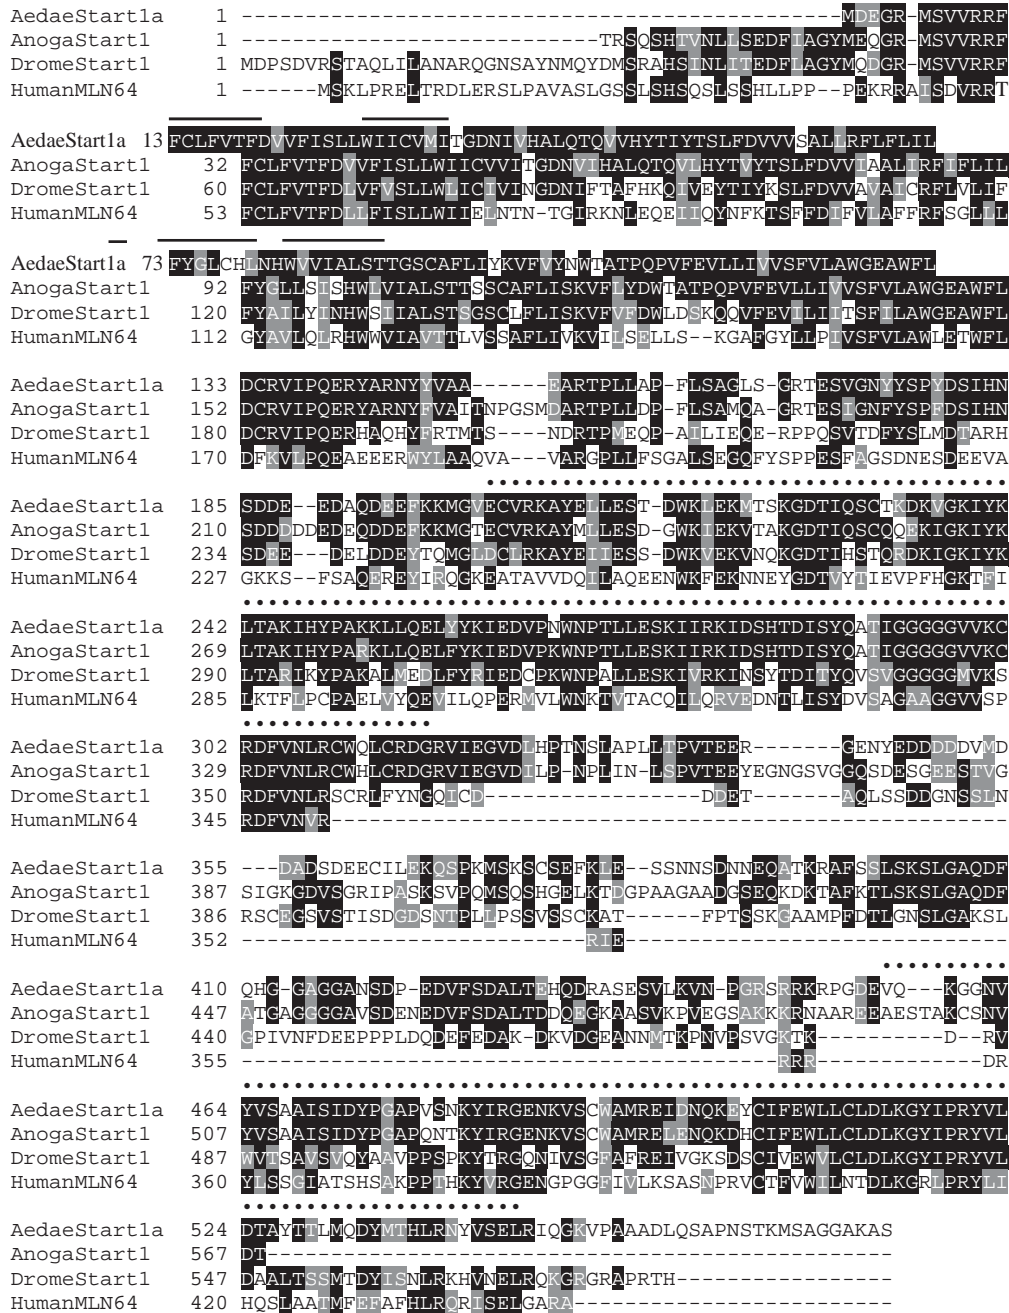 AedaeStart1a 1 -----------------------------------------------MDEGR-MSVVRRF
AnogaStart1 1 ----------------------------TRSQSHTVNLLSEDFIAGYMEQGR-MSVVRRF
DromeStart1 1 MDPSDVRSTAQLILANARQGNSAYNMQYDMSRAHSINLITEDFLAGYMQDGR-MSVVRRF
HumanMLN64 1 ------MSKLPRELTRDLERSLPAVASLGSSLSHSQSLSSHLLPP-PEKRRAISDVRRT
AedaeStart1a 13 FCLFVTFDVVFISLLWIICVMITGDNIVHALQTQVVHYTIYTSLFDVVVSALLRFLFLIL
AnogaStart1 32 FCLFVTFDVVFISLLWIICVVITGDNVIHALQTQVLHYTVYTSLFDVVIAALIRFIFLIL
DromeStart1 60 FCLFVTFDLVFVSLLWLICIVINGDNIFTAFHKQIVEYTIYKSLFDVVAVAICRFLVLIF
HumanMLN64 53 FCLFVTFDLLFISLLWIIELNTN-TGIRKNLEQEIIQYNFKTSFFDIFVLAFFRFSGLLL
AedaeStart1a 73 FYGLCHLNHWVVIALSTTGSCAFLIYKVFVYNWTATPQPVFEVLLIVVSFVLAWGEAWFL
AnogaStart1 92 FYGLLSISHWLVIALSTTSSCAFLISKVFLYDWTATPQPVFEVLLIVVSFVLAWGEAWFL
DromeStart1 120 FYAILYINHWSIIALSTSGSCLFLISKVFVFDWLDSKQQVFEVILIITSFILAWGEAWFL
HumanMLN64 112 GYAVLQLRHWWVIAVTTLVSSAFLIVKVILSELLS--KGAFGYLLPIVSFVLAWLETWFL
AedaeStart1a 133 DCRVIPQERYARNYYVAA------EARTPLLAP-FLSAGLS-GRTESVGNYYSPYDSIHN
AnogaStart1 152 DCRVIPQERYARNYFVAITNPGSMDARTPLLDP-FLSAMQA-GRTESIGNFYSPFDSIHN
DromeStart1 180 DCRVIPQERHAQHYFRTMTS----NDRTPMEQP-AILIEQE-RPPQSVTDFYSLMDTARH
HumanMLN64 170 DFKVLPQEAEEERWYLAAQVA---VARGPLLFSGALSEGQFYSPPESFAGSDNESDEEVA
AedaeStart1a 185 SDDE--EDAQDEEFKKMGVECVRKAYELLEST-DWKLEKMTSKGDTIQSCTKDKVGKIYK
AnogaStart1 210 SDDDDDEDEQDDEFKKMGTECVRKAYMLLESD-GWKIEKVTAKGDTIQSCQQEKIGKIYK
DromeStart1 234 SDEE---DELDDEYTQMGLDCLRKAYEIIESS-DWKVEKVNQKGDTIHSTQRDKIGKIYK
HumanMLN64 227 GKKS--FSAQEREYIRQGKEATAVVDQILAQEENWKFEKNNEYGDTVYTIEVPFHGKTFI
AedaeStart1a 242 LTAKIHYPAKKLLQELYYKIEDVPNWNPTLLESKIIRKIDSHTDISYQATIGGGGGVVKC
AnogaStart1 269 LTAKIHYPARKLLQELFYKIEDVPKWNPTLLESKIIRKIDSHTDISYQATIGGGGGVVKC
DromeStart1 290 LTARIKYPAKALMEDLFYRIEDCPKWNPALLESKIVRKINSYTDITYQVSVGGGGGMVKS
HumanMLN64 285 LKTFLPCPAELVYQEVILQPERMVLWNKTVTACQILQRVEDNTLISYDVSAGAAGGVVSP
AedaeStart1a 302 RDFVNLRCWQLCRDGRVIEGVDLHPTNSLAPLLTPVTEER-------GENYEDDDDDVMD
AnogaStart1 329 RDFVNLRCWHLCRDGRVIEGVDILP-NPLIN-LSPVTEEYEGNGSVGGQSDESGEESTVG
DromeStart1 350 RDFVNLRSCRLFYNGQICD-----------------DDET-------AQLSSDDGNSSLN
HumanMLN64 345 RDFVNVR-----------------------------------------------------
AedaeStart1a 355 ---DADSDEECILEKQSPKMSKSCSEFKLE--SSNNSDNNEQATKRAFSSLSKSLGAQDF
AnogaStart1 387 SIGKGDVSGRIPASKSVPQMSQSHGELKTDGPAAGAADGSEQKDKTAFKTLSKSLGAQDF
DromeStart1 386 RSCEGSVSTISDGDSNTPLLPSSVSSCKAT------FPTSSKGAAMPFDTLGNSLGAKSL
HumanMLN64 352 ---------------------------RIE------------------------------
AedaeStart1a 410 QHG-GAGGANSDP-EDVFSDALTEHQDRASESVLKVN-PGRSRRKRPGDEVQ---KGGNV
AnogaStart1 447 ATGAGGGGAVSDENEDVFSDALTDDQEGKAASVKPVEGSAKKKRNAAREEAESTAKCSNV
DromeStart1 440 GPIVNFDEEPPPLDQDEFEDAK-DKVDGEANNMTKPNVPSVGKTK----------D--RV
HumanMLN64 355 ------------------------------------------RRR-------------DR
AedaeStart1a 464 YVSAAISIDYPGAPVSNKYIRGENKVSCWAMREIDNQKEYCIFEWLLCLDLKGYIPRYVL
AnogaStart1 507 YVSAAISIDYPGAPQNTKYIRGENKVSCWAMRELENQKDHCIFEWLLCLDLKGYIPRYVL
DromeStart1 487 WVTSAVSVQYAAVPPSPKYTRGQNIVSGFAFREIVGKSDSCIVEWVLCLDLKGYIPRYVL
HumanMLN64 360 YLSSGIATSHSAKPPTHKYVRGENGPGGFIVLKSASNPRVCTFVWILNTDLKGRLPRYLI
AedaeStart1a 524 DTAYTTLMQDYMTHLRNYVSELRIQGKVPAAADLQSAPNSTKMSAGGAKAS
AnogaStart1 567 DT-------------------------------------------------
DromeStart1 547 DAALTSSMTDYISNLRKHVNELRQKGRGRAPRTH-----------------
HumanMLN64 420 HQSLAATMFEFAFHLRQRISELGARA-------------------------